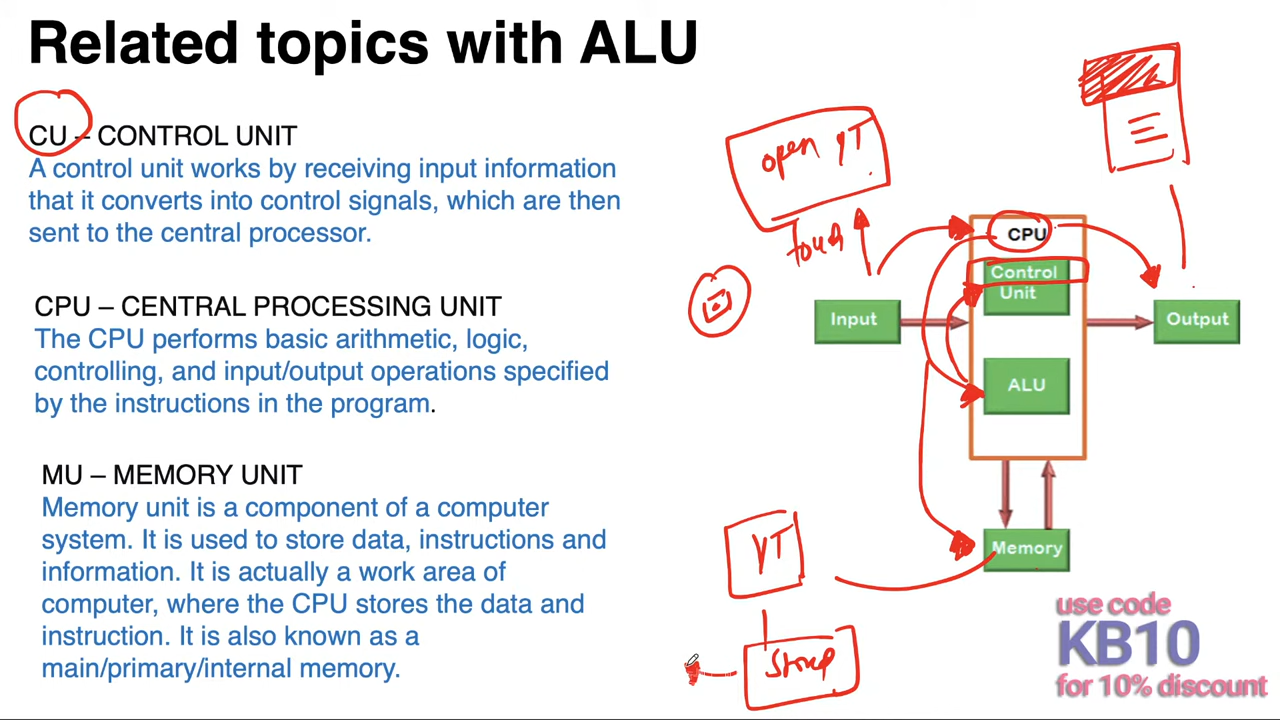 Related topics with ALU
CU – CONTROL UNIT
A control unit works by receiving input information
that it converts into control signals, which are then
sent to the central processor.
CPU – CENTRAL PROCESSING UNIT
The CPU performs basic arithmetic, logic,
controlling, and input/output operations specified
by the instructions in the program.
MU – MEMORY UNIT
Memory unit is a component of a computer
system. It is used to store data, instructions and
information. It is actually a work area of
computer, where the CPU stores the data and
instruction. It is also known as a
main/primary/internal memory.
open YT
touch
CPU
Control
Unit
Input
Output
ALU
Memory
YT
use code
KB10
for 10% discount